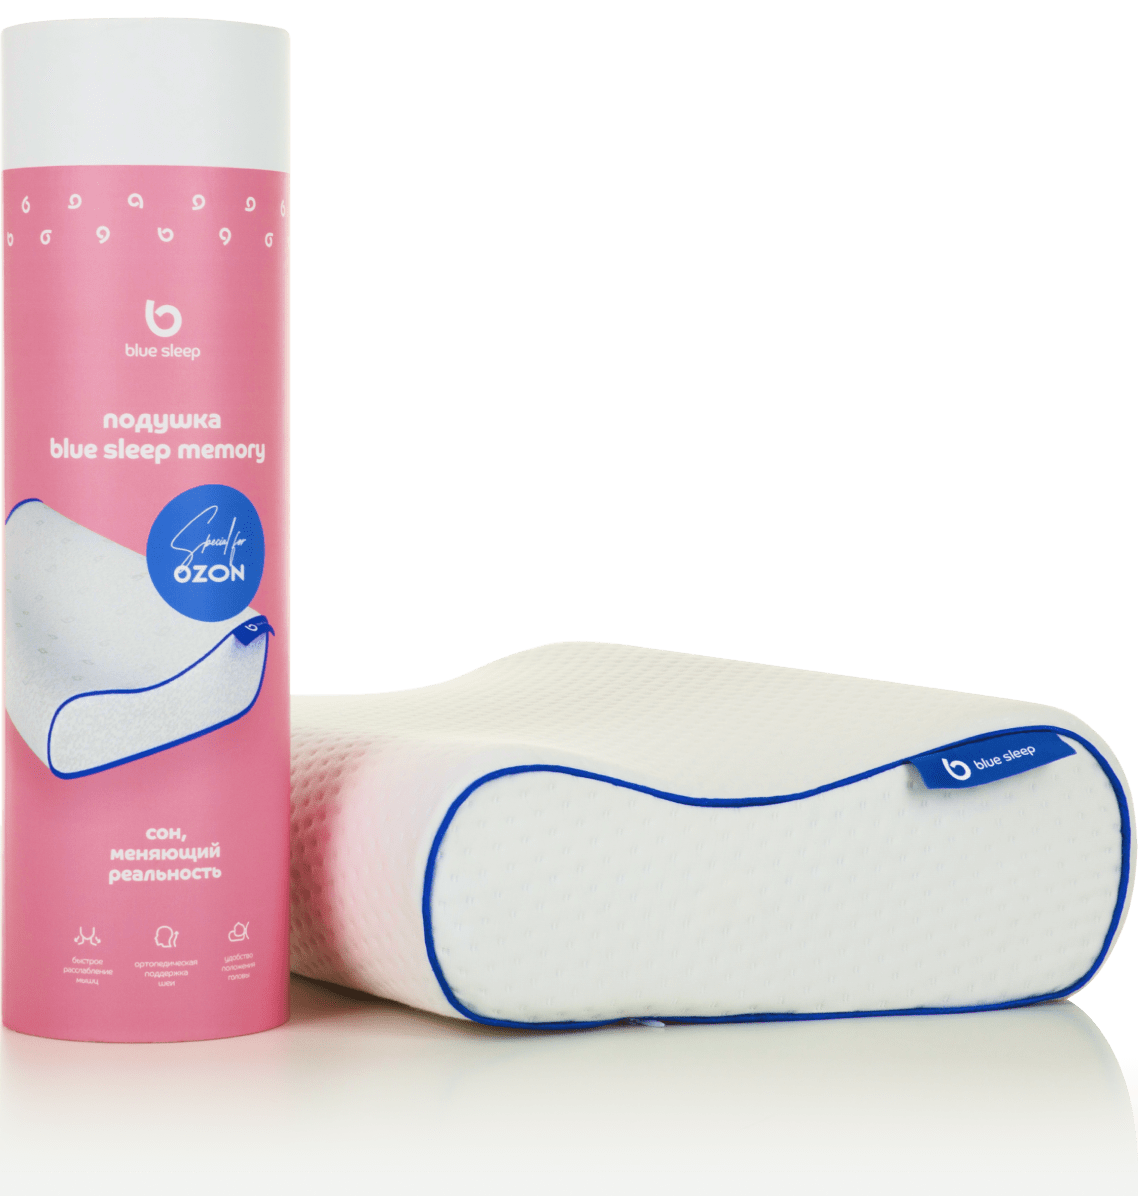 blue sleep
подушка
blue sleep memory
Special for
OZON
сон,
меняющий
реальность
быстрое
расслабление
мышц
ортопедическая
поддержка
шеи
удобство
положения
головы
blue sleep